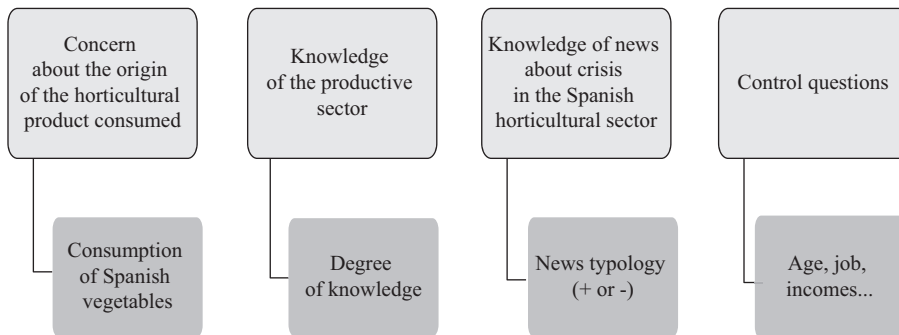 Concern
about the origin
of the horticultural
product consumed
Knowledge
of the productive
sector
Knowledge of news
about crisis
in the Spanish
horticultural sector
Control questions
Consumption
of Spanish
vegetables
Degree
of knowledge
News typology
(+ or -)
Age, job,
incomes...